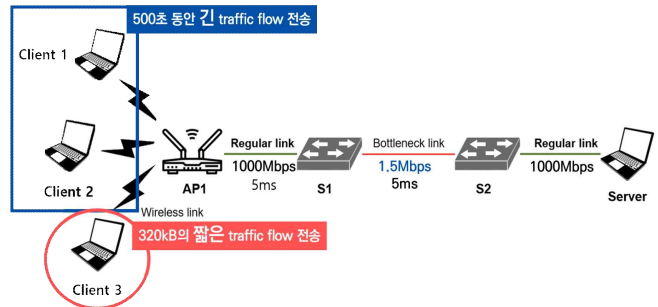 500초 동안 긴 traffic flow 전송
Client 1
Client 2
AP1
Regular link
1000Mbps
5ms
S1
Bottleneck link
1.5Mbps
5ms
S2
Regular link
1000Mbps
Server
Wireless link
320kB의 짧은 traffic flow 전송
Client 3